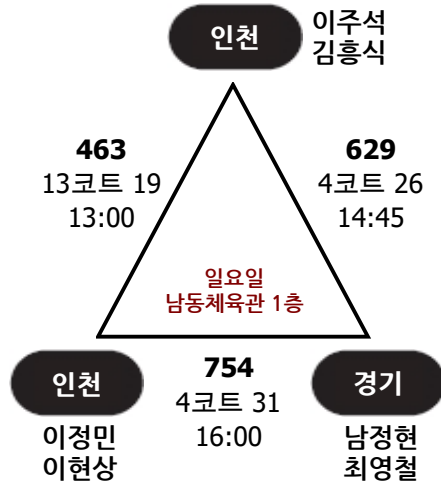 인천
이주석
김흥식
463
13코트 19
13:00
629
4코트 26
14:45
일요일
남동체육관 1층
인천
이정민
이현상
754
4코트 31
16:00
경기
남정현
최영철